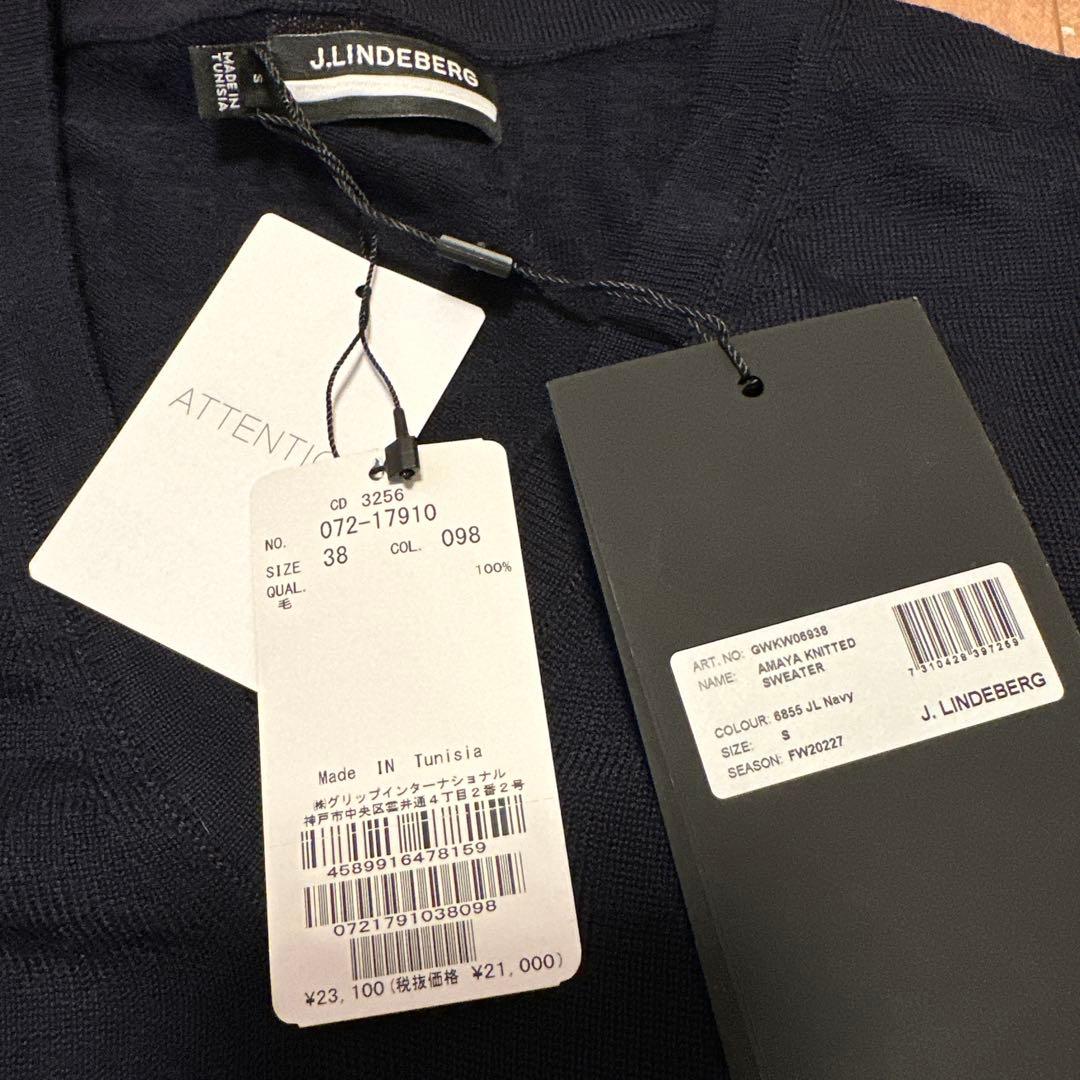 J.LINDEBERG
MADE IN
TUNISIA
S
CD 3256
NO. 072-17910
SIZE 38 COL. 098
QUAL. 100%
毛
Made IN Tunisia
㈱グリップインターナショナル
神戸市中央区雲井通4丁目2番2号
4589916478159
0721791038098
¥23,100(税抜価格 ¥21,000)
ART. NO: GWKW06938
NAME: AMAYA KNITTED
SWEATER
COLOUR: 6855 JL Navy
SIZE: S
SEASON: FW20227
7 310428 397269
J. LINDEBERG